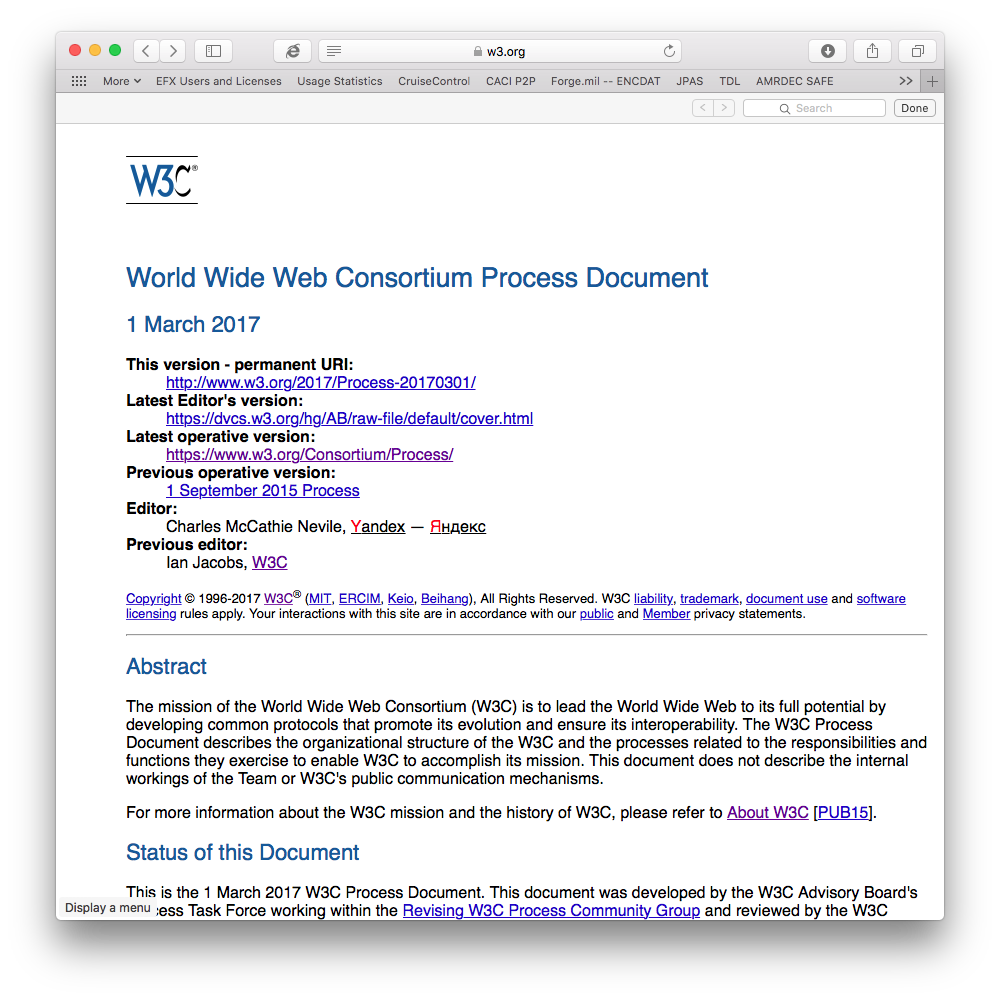 w3.org
More EFX Users and Licenses Usage Statistics CruiseControl CACI P2P Forge.mil -- ENCDAT JPAS TDL AMRDEC SAFE >> +
< > Search Done
W3C®
World Wide Web Consortium Process Document
1 March 2017
This version - permanent URI:
http://www.w3.org/2017/Process-20170301/
Latest Editor's version:
https://dvcs.w3.org/hg/AB/raw-file/default/cover.html
Latest operative version:
https://www.w3.org/Consortium/Process/
Previous operative version:
1 September 2015 Process
Editor:
Charles McCathie Nevile, Yandex — Яндекс
Previous editor:
Ian Jacobs, W3C
Copyright © 1996-2017 W3C® (MIT, ERCIM, Keio, Beihang), All Rights Reserved. W3C liability, trademark, document use and software
licensing rules apply. Your interactions with this site are in accordance with our public and Member privacy statements.
Abstract
The mission of the World Wide Web Consortium (W3C) is to lead the World Wide Web to its full potential by
developing common protocols that promote its evolution and ensure its interoperability. The W3C Process
Document describes the organizational structure of the W3C and the processes related to the responsibilities and
functions they exercise to enable W3C to accomplish its mission. This document does not describe the internal
workings of the Team or W3C's public communication mechanisms.
For more information about the W3C mission and the history of W3C, please refer to About W3C [PUB15].
Status of this Document
This is the 1 March 2017 W3C Process Document. This document was developed by the W3C Advisory Board's
Display a menu cess Task Force working within the Revising W3C Process Community Group and reviewed by the W3C